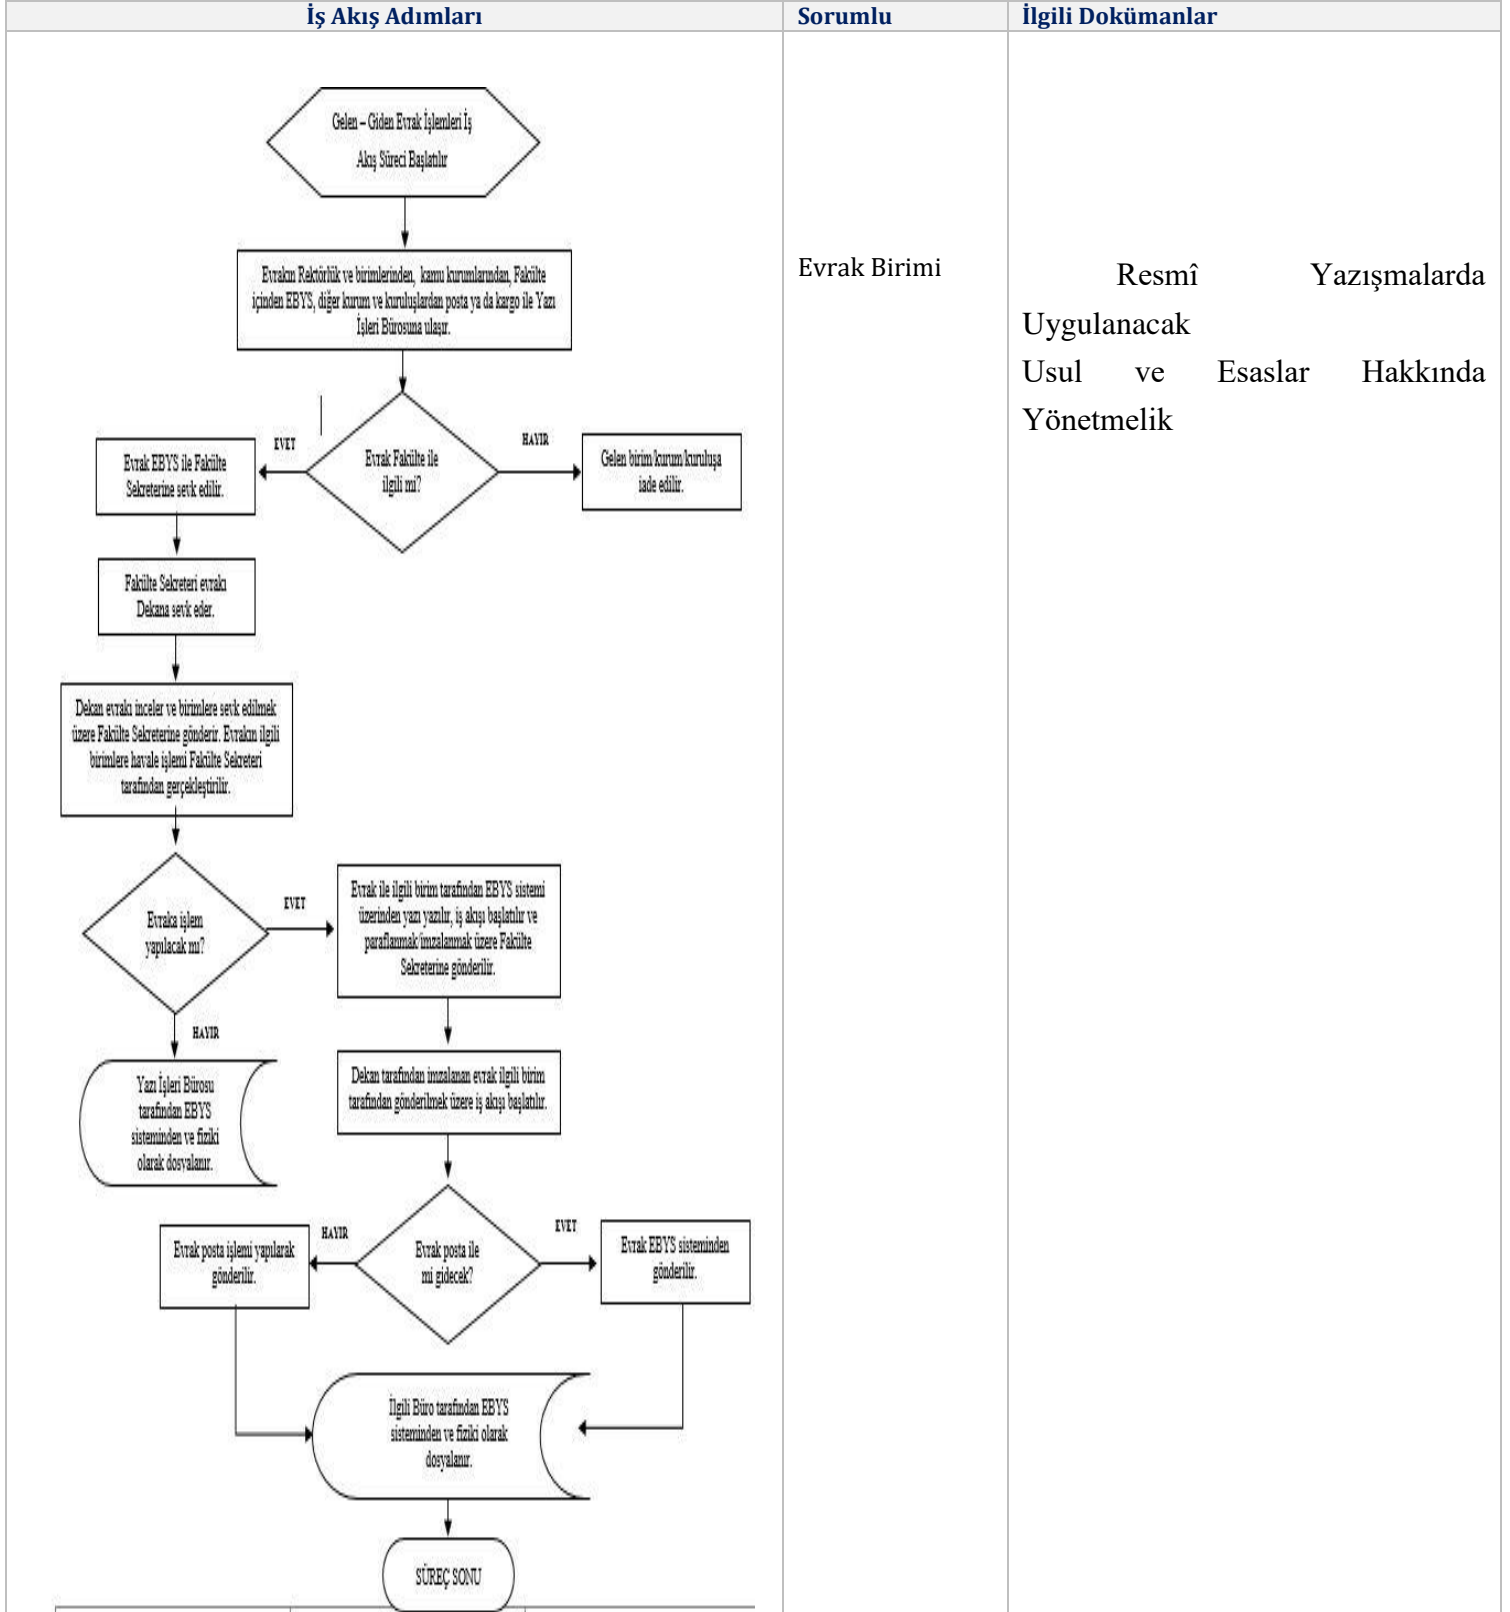 İş Akış Adımları
Sorumlu
İlgili Dokümanlar
Gelen – Giden Evrak İşlemleri İş
Akış Süreci Başlatılır
Evrakın Rektörlük ve birimlerinden, kamu kurumlarından, Fakülte
içinden EBYS, diğer kurum ve kuruluşlardan posta ya da kargo ile Yazı
İşleri Bürosuna ulaşır.
Evrak Birimi
Resmî Yazışmalarda
Uygulanacak
Usul ve Esaslar Hakkında
Yönetmelik
Evrak Fakülte ile
ilgili mi?
EVET
HAYIR
Evrak EBYS ile Fakülte
Sekreterine sevk edilir.
Gelen birim/kurum/kuruluşa
iade edilir.
Fakülte Sekreteri evrakı
Dekana sevk eder.
Dekan evrakı inceler ve birimlere sevk edilmek
üzere Fakülte Sekreterine gönderir. Evrakın ilgili
birimlere havale işlemi Fakülte Sekreteri
tarafından gerçekleştirilir.
Evraka işlem
yapılacak mı?
EVET
Evrak ile ilgili birim tarafından EBYS sistemi
üzerinden yazı yazılır, iş akışı başlatılır ve
paraflanmak/imzalanmak üzere Fakülte
Sekreterine gönderilir.
HAYIR
Yazı İşleri Bürosu
tarafından EBYS
sisteminden ve fiziki
olarak dosyalanır.
Dekan tarafından imzalanan evrak ilgili birim
tarafından gönderilmek üzere iş akışı başlatılır.
Evrak posta ile
mi gidecek?
HAYIR
EVET
Evrak posta işlemi yapılarak
gönderilir.
Evrak EBYS sisteminden
gönderilir.
İlgili Büro tarafından EBYS
sisteminden ve fiziki olarak
dosyalanır.
SÜREÇ SONU